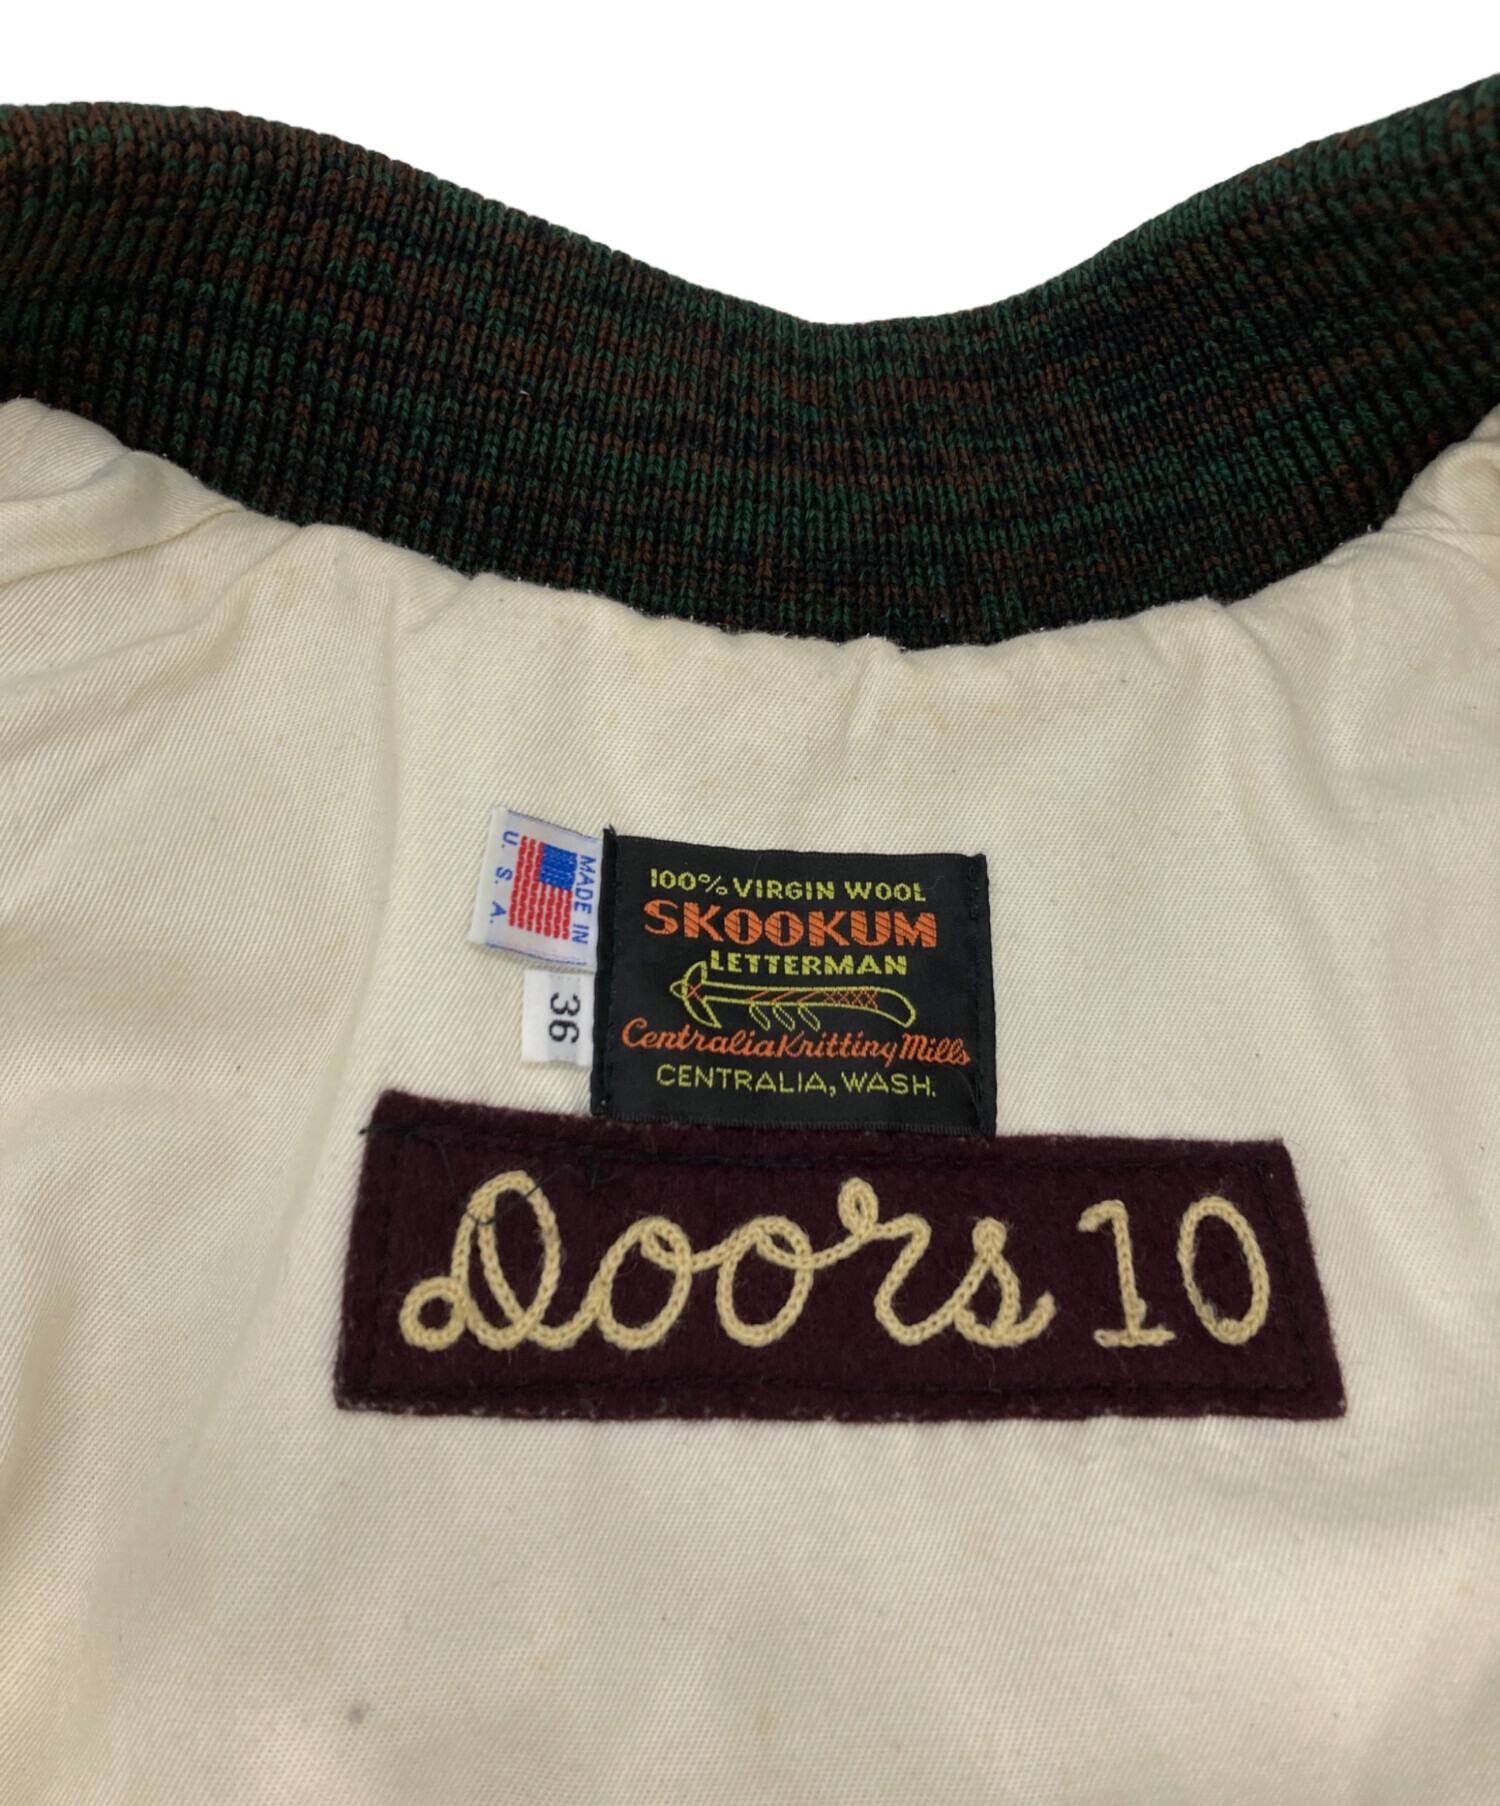 MADE IN
U. S. A.
36
100% VIRGIN WOOL
SKOOKUM
LETTERMAN
Centralia Knitting Mills
CENTRALIA, WASH.
Doors 10